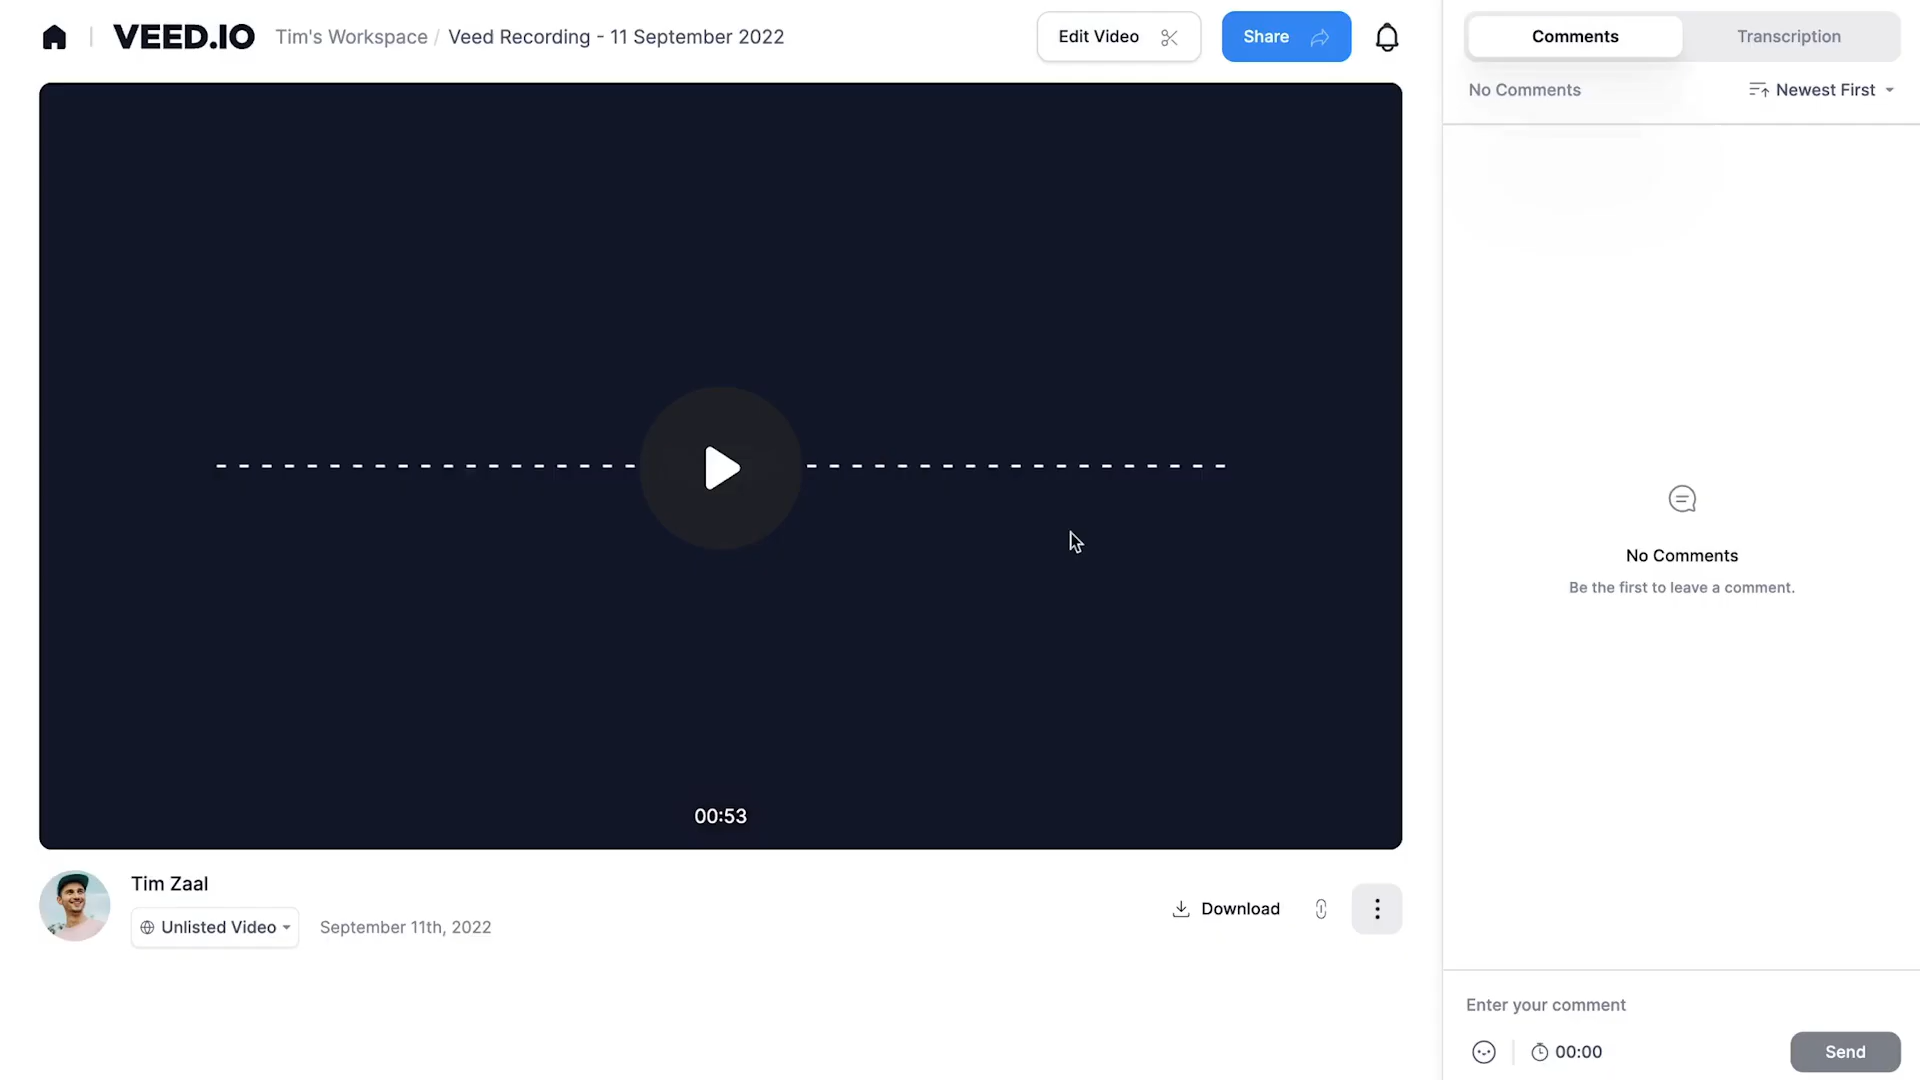 VEED.IO
Tim's Workspace / Veed Recording - 11 September 2022
Edit Video
Share
Comments
Transcription
No Comments
Newest First
00:53
No Comments
Be the first to leave a comment.
Tim Zaal
Unlisted Video
September 11th, 2022
Download
Enter your comment
00:00
Send